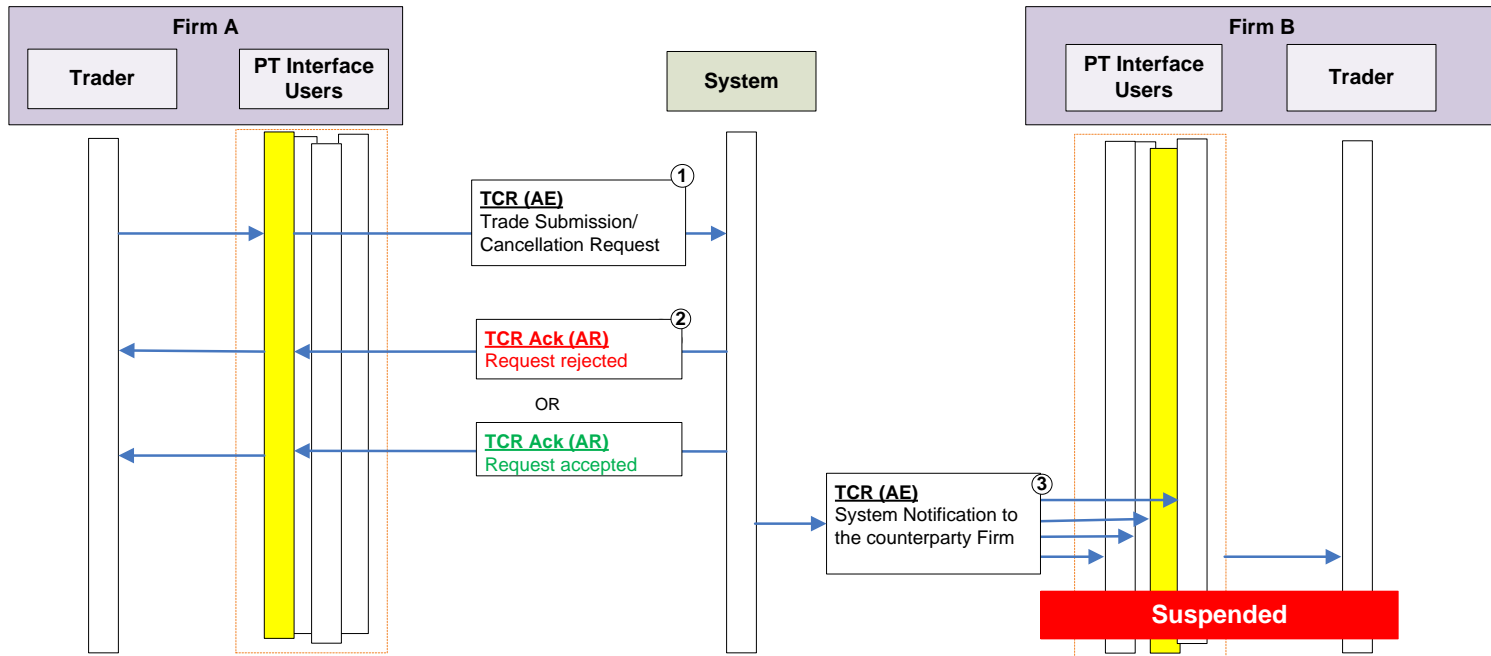 Firm A
Trader
PT Interface
Users
System
Firm B
PT Interface
Users
Trader
1
TCR (AE)
Trade Submission/
Cancellation Request
2
TCR Ack (AR)
Request rejected
OR
TCR Ack (AR)
Request accepted
3
TCR (AE)
System Notification to
the counterparty Firm
Suspended